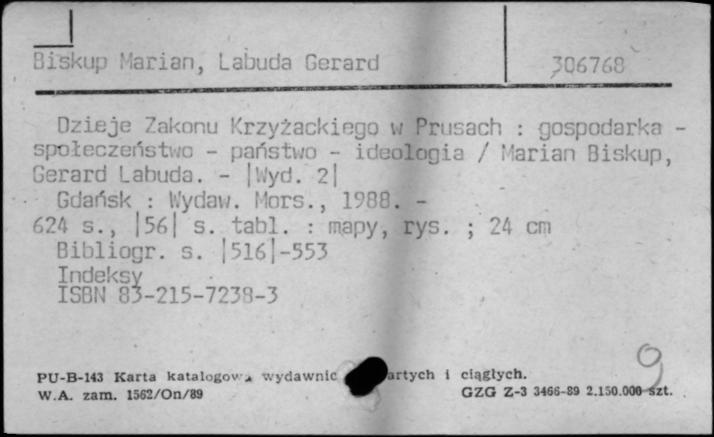 Biskup Marian, Labuda Gerard 306768
Dzieje Zakonu Krzyżackiego w Prusach : gospodarka -
społeczeństwo - państwo - ideologia / Marian Biskup,
Gerard Labuda. - |Wyd. 2|
Gdańsk : Wydaw. Mors., 1988. -
624 s., |56| s. tabl. : mapy, rys. ; 24 cm
Bibliogr. s. |516|-553
Indeksy
ISBN 83-215-7238-3
9
PU-B-143 Karta katalogowa wydawnic artych i ciągłych.
W.A. zam. 1562/On/89 GZG Z-3 3466-89 2.150.000 szt.